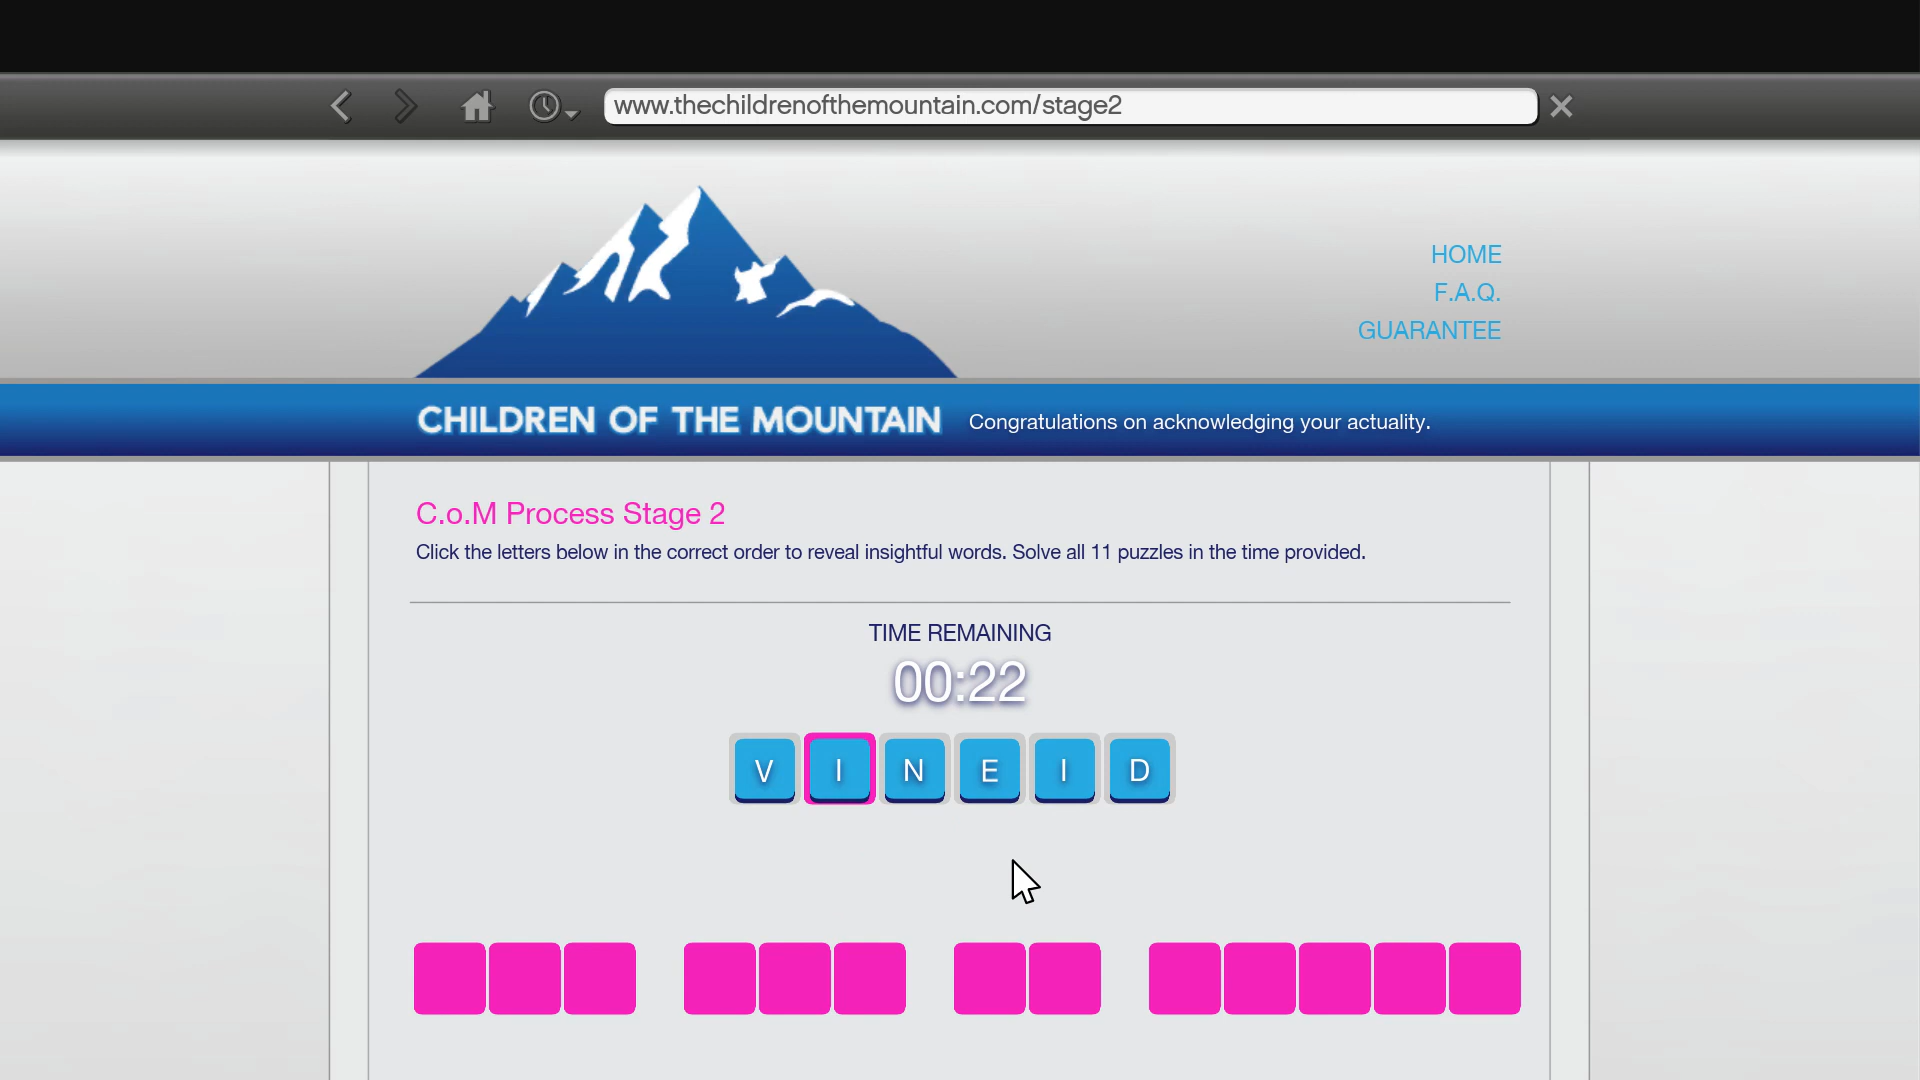 www.thechildrenofthemountain.com/stage2
HOME
F.A.Q.
GUARANTEE
CHILDREN OF THE MOUNTAIN Congratulations on acknowledging your actuality.
C.o.M Process Stage 2
Click the letters below in the correct order to reveal insightful words. Solve all 11 puzzles in the time provided.
TIME REMAINING
00:22
V I N E I D